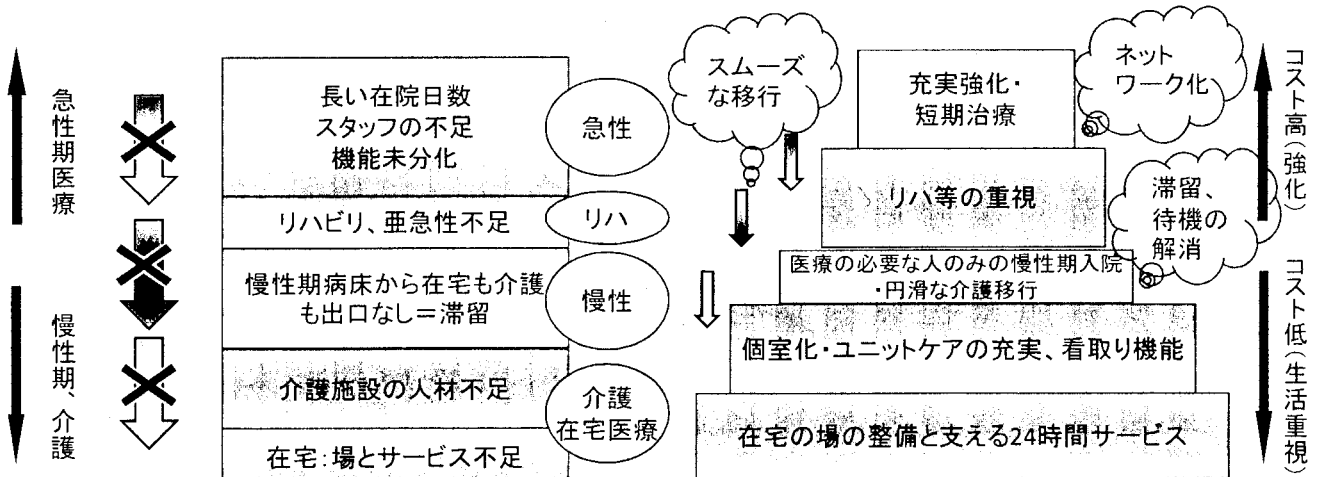 急性期医療
慢性期、介護
長い在院日数
スタッフの不足
機能未分化
リハビリ、亜急性不足
慢性期病床から在宅も介護
も出口なし=滞留
介護施設の人材不足
在宅:場とサービス不足
急性
リハ
慢性
介護
在宅医療
スムーズ
な移行
充実強化・
短期治療
リハ等の重視
医療の必要な人のみの慢性期入院
・円滑な介護移行
個室化・ユニットケアの充実、看取り機能
在宅の場の整備と支える24時間サービス
ネット
ワーク化
滞留、
待機の
解消
コスト高(強化)
コスト低(生活重視)